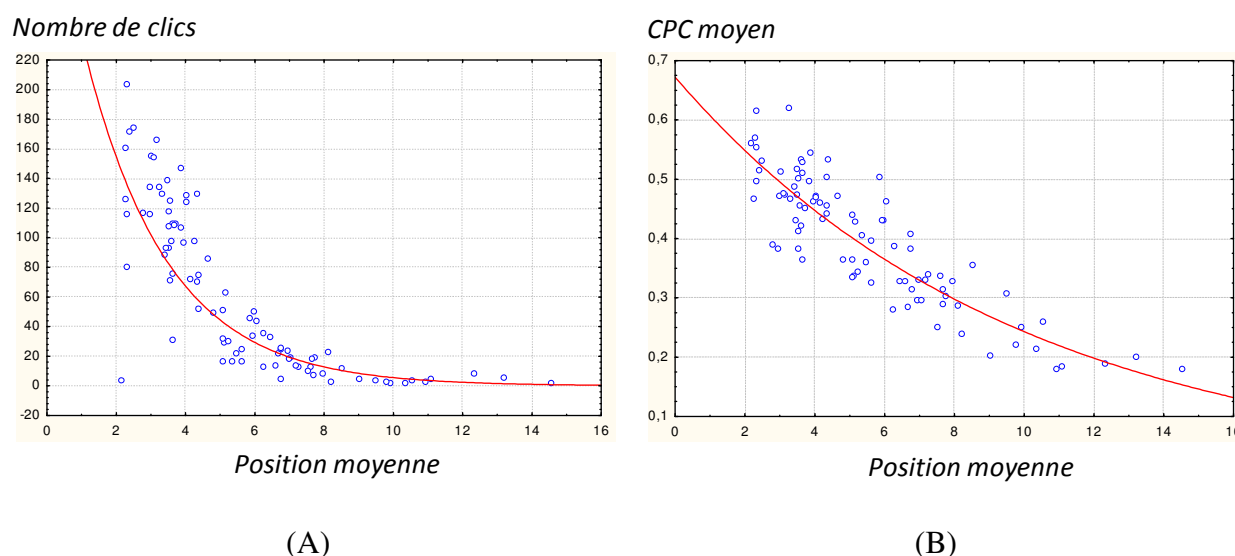 Nombre de clics
220
200
180
160
140
120
100
80
60
40
20
0
-20
0 2 4 6 8 10 12 14 16
Position moyenne
(A)
CPC moyen
0,7
0,6
0,5
0,4
0,3
0,2
0,1
0 2 4 6 8 10 12 14 16
Position moyenne
(B)